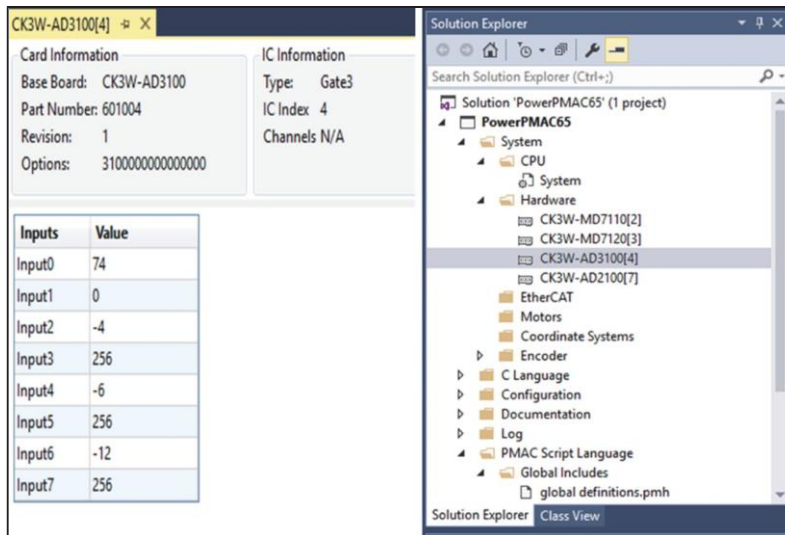 CK3W-AD3100[4]
Card Information
Base Board: CK3W-AD3100
Part Number: 601004
Revision: 1
Options: 3100000000000000
IC Information
Type: Gate3
IC Index 4
Channels N/A
Inputs Value
Input0 74
Input1 0
Input2 -4
Input3 256
Input4 -6
Input5 256
Input6 -12
Input7 256
Solution Explorer
Search Solution Explorer (Ctrl+;)
Solution 'PowerPMAC65' (1 project)
PowerPMAC65
System
CPU
System
Hardware
CK3W-MD7110[2]
CK3W-MD7120[3]
CK3W-AD3100[4]
CK3W-AD2100[7]
EtherCAT
Motors
Coordinate Systems
Encoder
C Language
Configuration
Documentation
Log
PMAC Script Language
Global Includes
global definitions.pmh
Solution Explorer Class View